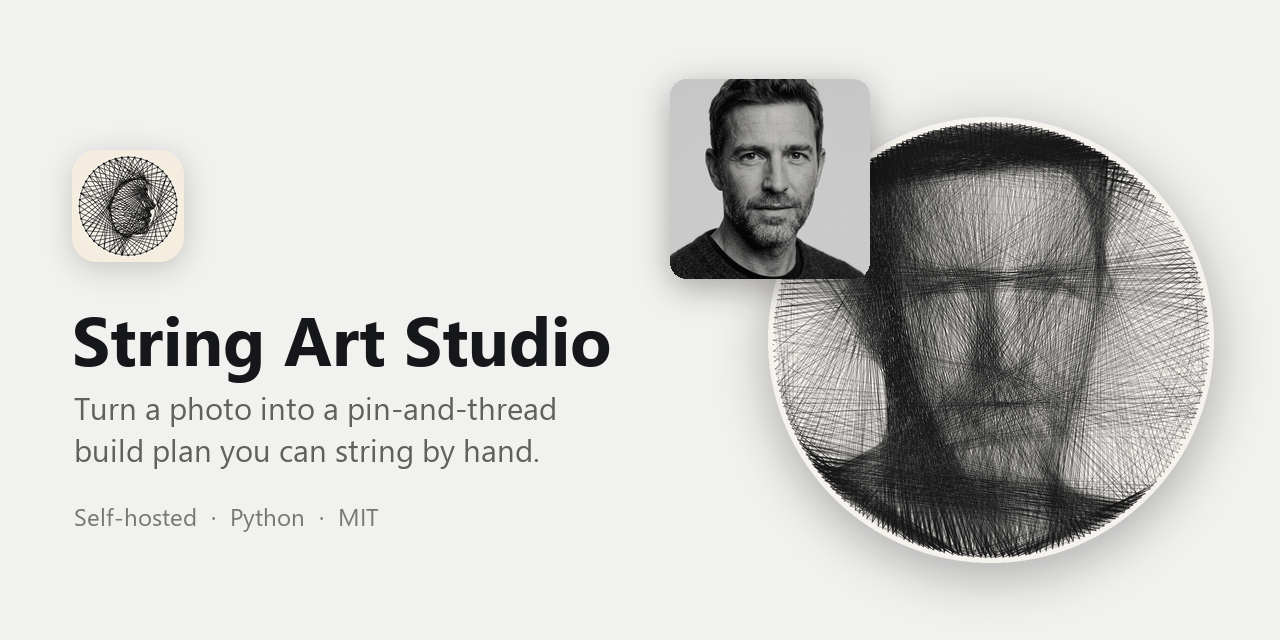 String Art Studio
Turn a photo into a pin-and-thread
build plan you can string by hand.
Self-hosted · Python · MIT